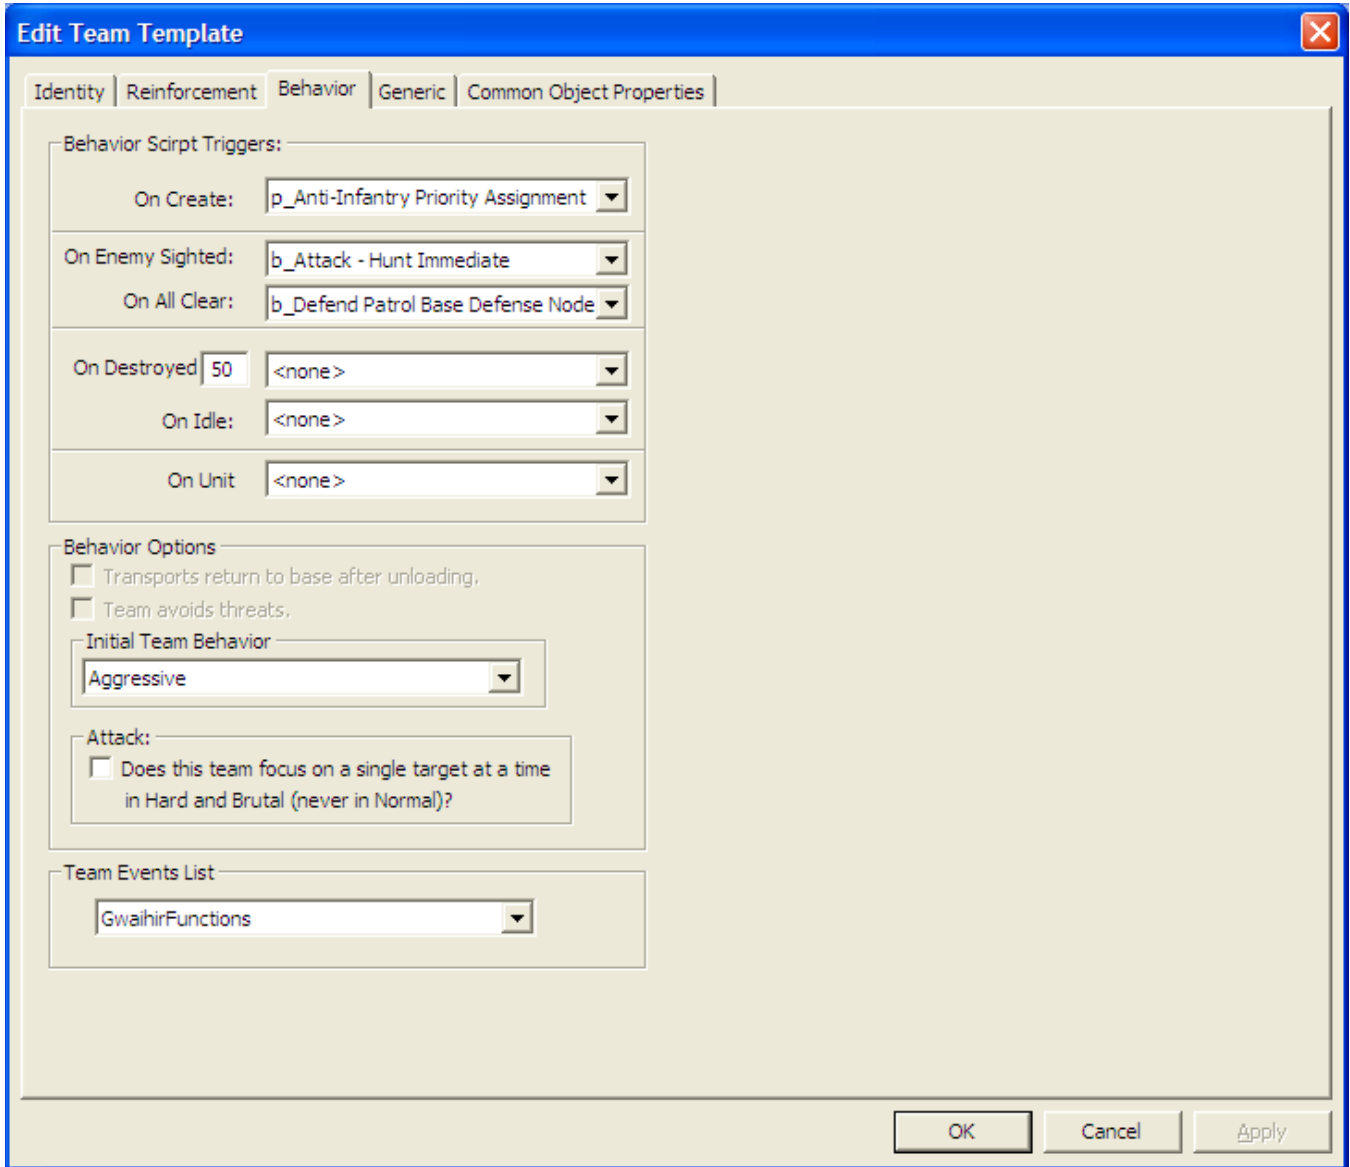 Edit Team Template
Identity Reinforcement Behavior Generic Common Object Properties
Behavior Scirpt Triggers:
On Create: p_Anti-Infantry Priority Assignment
On Enemy Sighted: b_Attack - Hunt Immediate
On All Clear: b_Defend Patrol Base Defense Node
On Destroyed 50 <none>
On Idle: <none>
On Unit <none>
Behavior Options
Transports return to base after unloading.
Team avoids threats.
Initial Team Behavior
Aggressive
Attack:
Does this team focus on a single target at a time
in Hard and Brutal (never in Normal)?
Team Events List
GwaihirFunctions
OK Cancel Apply